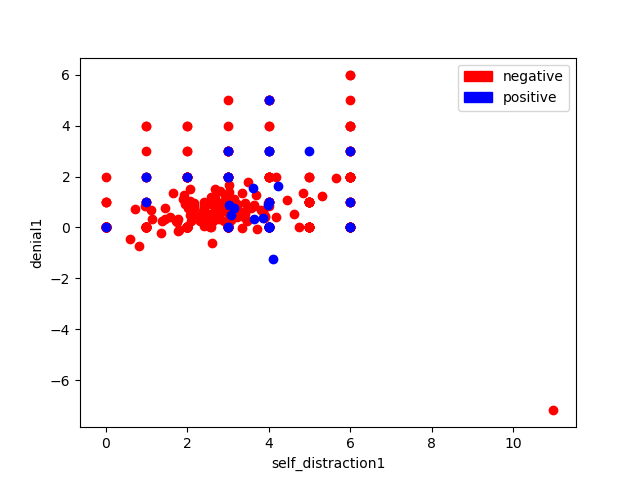 negative
positive
6
4
2
0
−2
−4
−6
denial1
0 2 4 6 8 10
self_distraction1